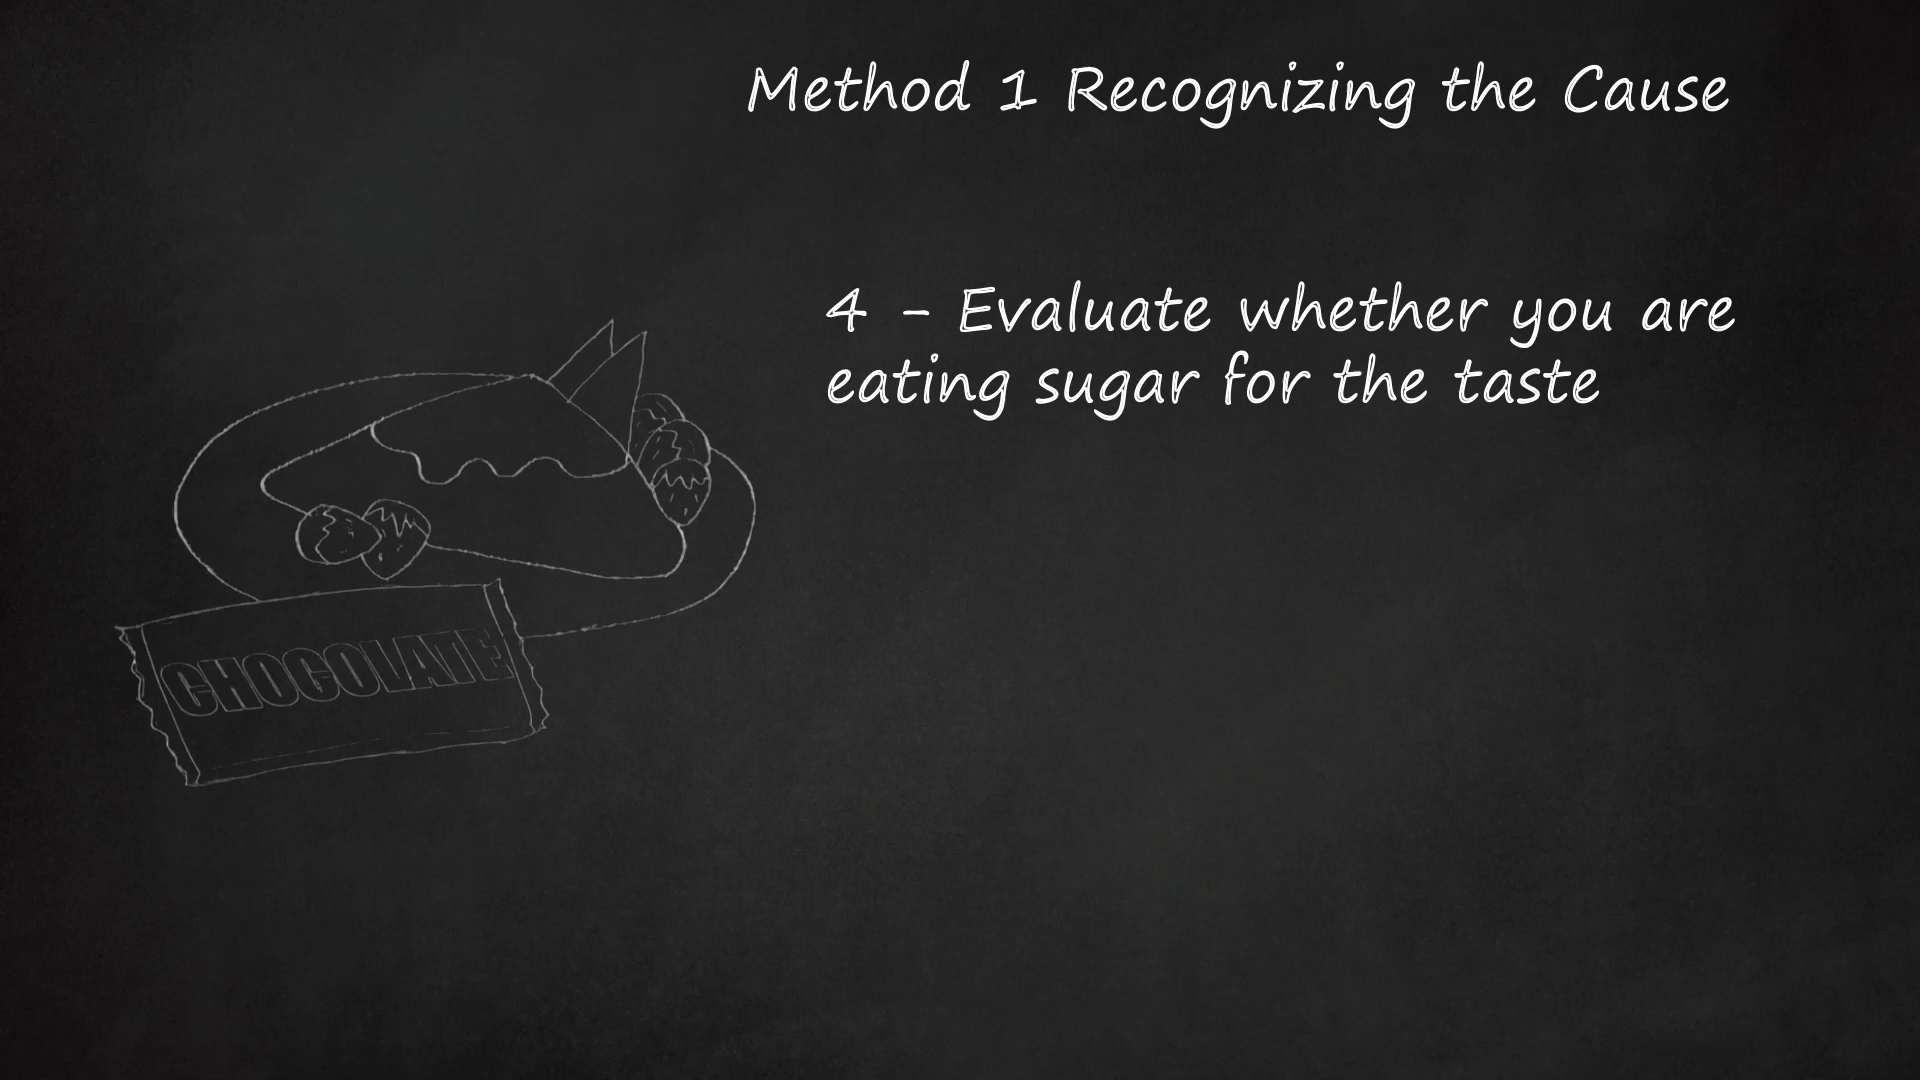 Method 1 Recognizing the Cause
4 - Evaluate whether you are
eating sugar for the taste
CHOCOLATE